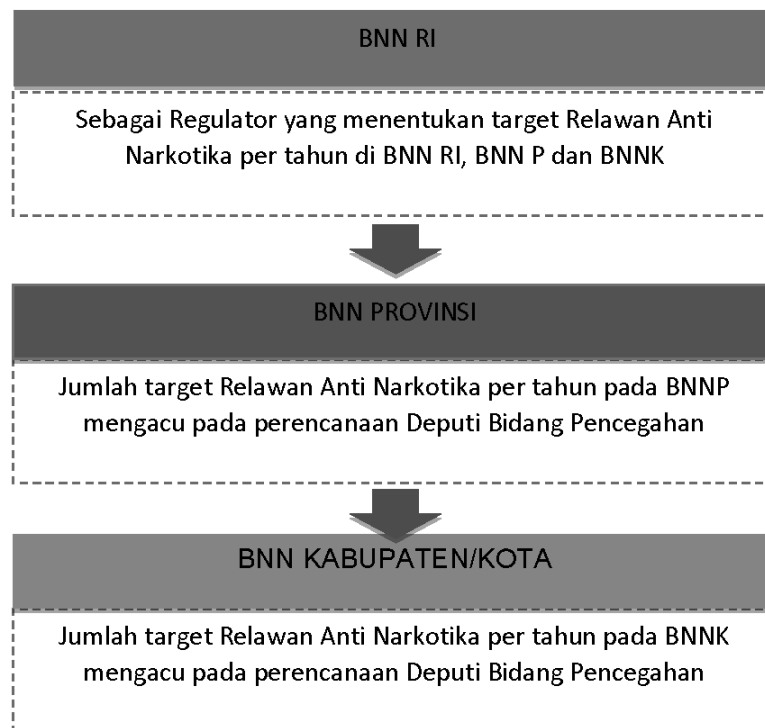 BNN RI
Sebagai Regulator yang menentukan target Relawan Anti
Narkotika per tahun di BNN RI, BNN P dan BNNK
BNN PROVINSI
Jumlah target Relawan Anti Narkotika per tahun pada BNNP
mengacu pada perencanaan Deputi Bidang Pencegahan
BNN KABUPATEN/KOTA
Jumlah target Relawan Anti Narkotika per tahun pada BNNK
mengacu pada perencanaan Deputi Bidang Pencegahan